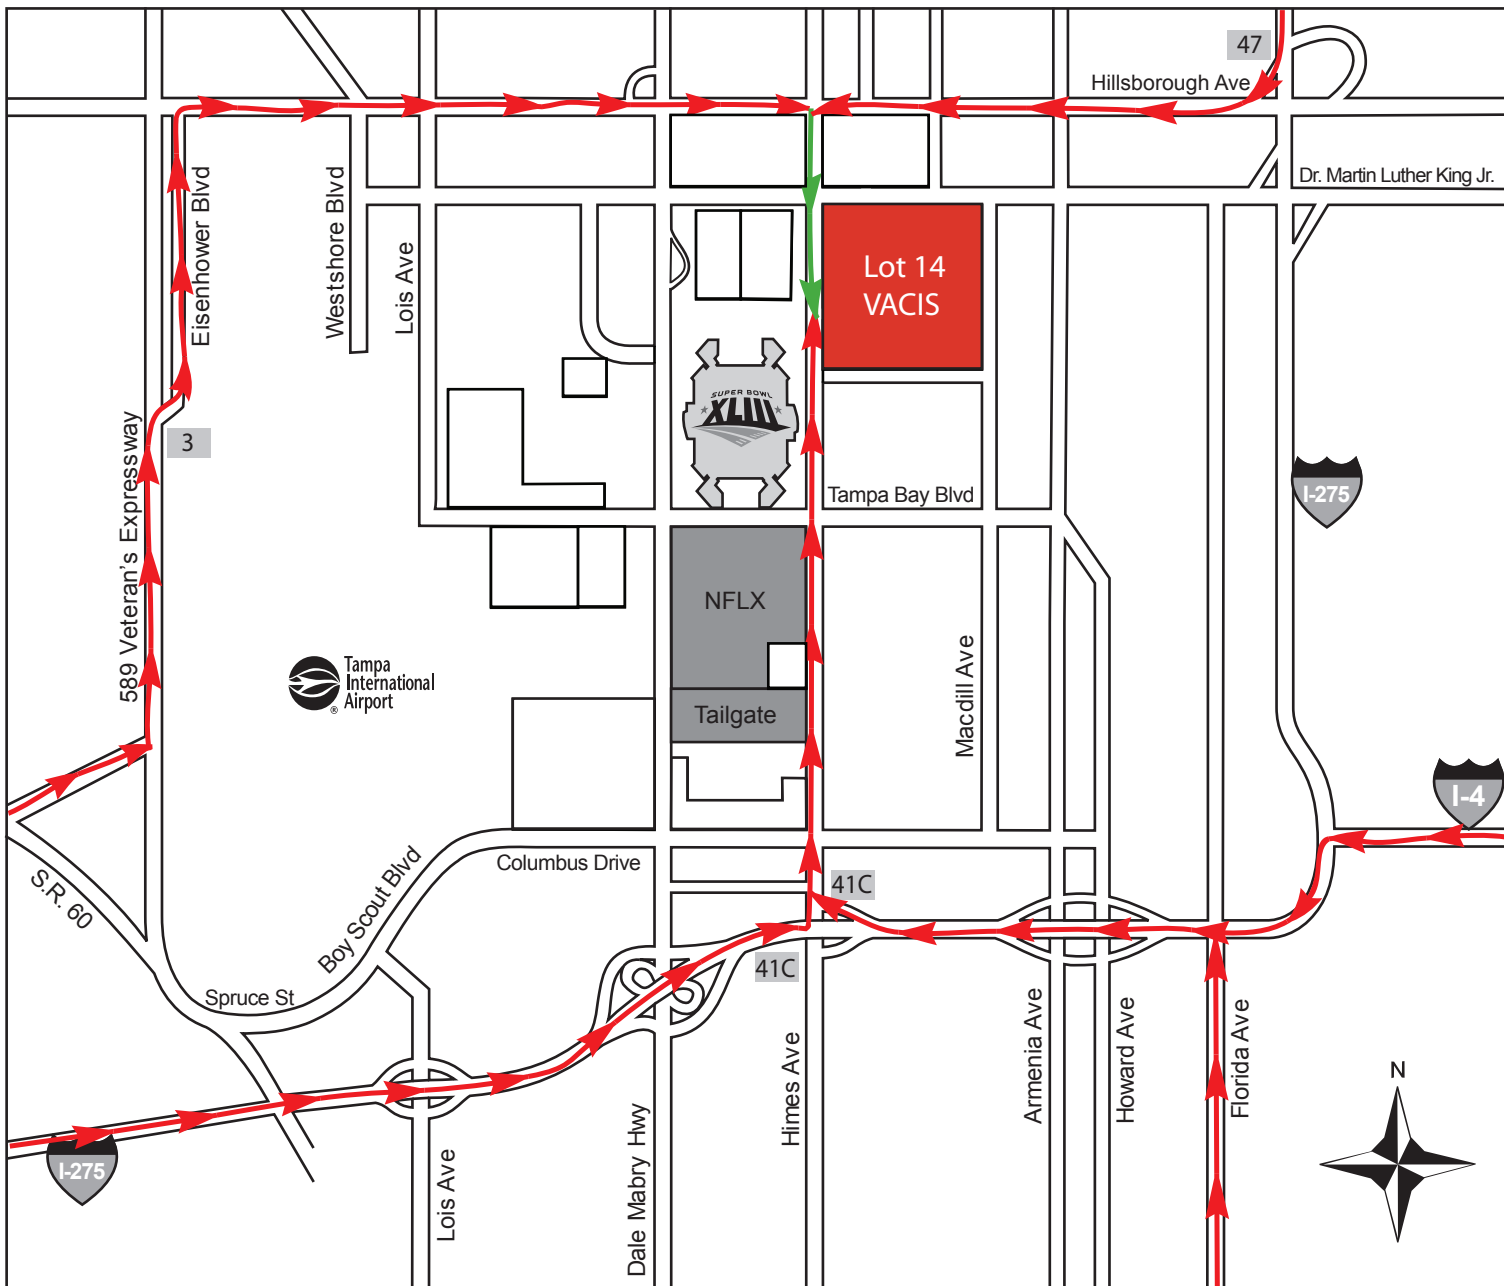 47
Hillsborough Ave
Dr. Martin Luther King Jr.
Eisenhower Blvd
Westshore Blvd
Lois Ave
Lot 14
VACIS
SUPER BOWL
XLIII
3
589 Veteran's Expressway
Tampa Bay Blvd
I-275
NFLX
Tampa
International
Airport
®
Tailgate
Macdill Ave
I-4
Columbus Drive
Boy Scout Blvd
41C
S.R. 60
41C
Spruce St
I-275
Lois Ave
Dale Mabry Hwy
Himes Ave
Armenia Ave
Howard Ave
Florida Ave
N